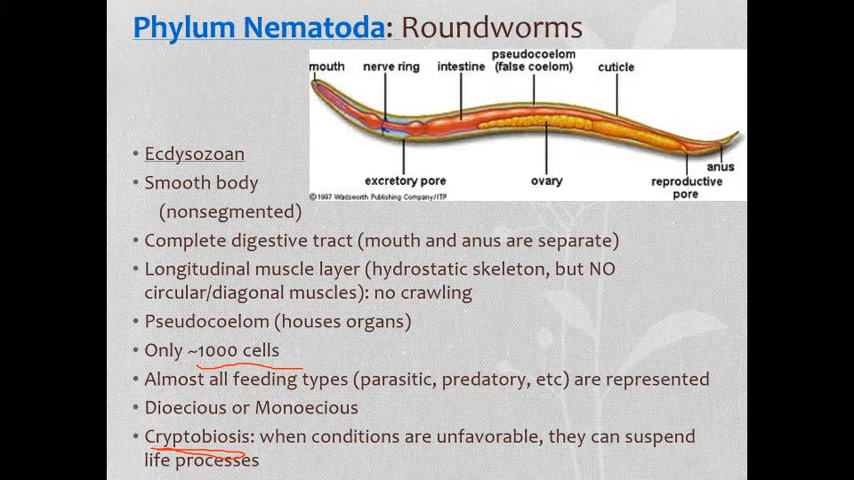 Phylum Nematoda: Roundworms
pseudocoelom
mouth nerve ring intestine (false coelom) cuticle
anus
excretory pore ovary reproductive
pore
©1997 Wadsworth Publishing Company/ITP
• Ecdysozoan
• Smooth body
(nonsegmented)
• Complete digestive tract (mouth and anus are separate)
• Longitudinal muscle layer (hydrostatic skeleton, but NO
circular/diagonal muscles): no crawling
• Pseudocoelom (houses organs)
• Only ~1000 cells
• Almost all feeding types (parasitic, predatory, etc) are represented
• Dioecious or Monoecious
• Cryptobiosis: when conditions are unfavorable, they can suspend
life processes